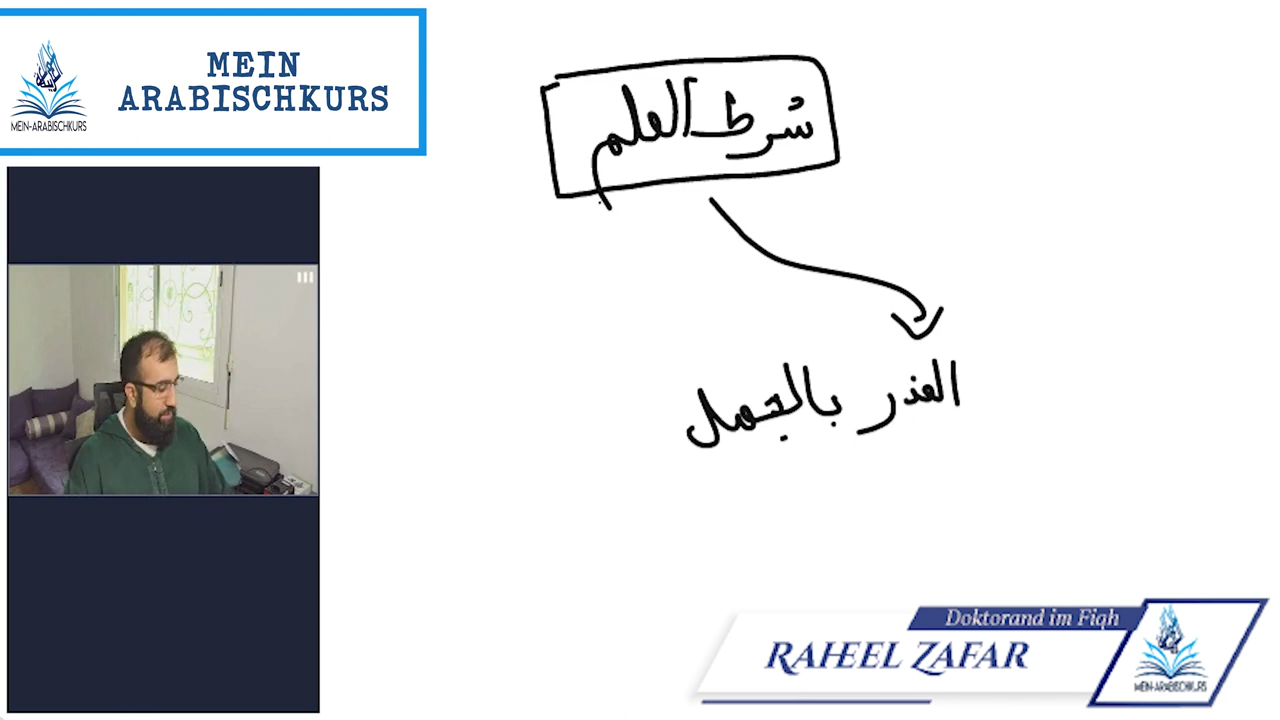 MEIN
ARABISCHKURS
MEIN-ARABISCHKURS
شرط العلم
العذر بالجهل
Doktorand im Fiqh
RAHEEL ZAFAR
MEIN-ARABISCHKURS